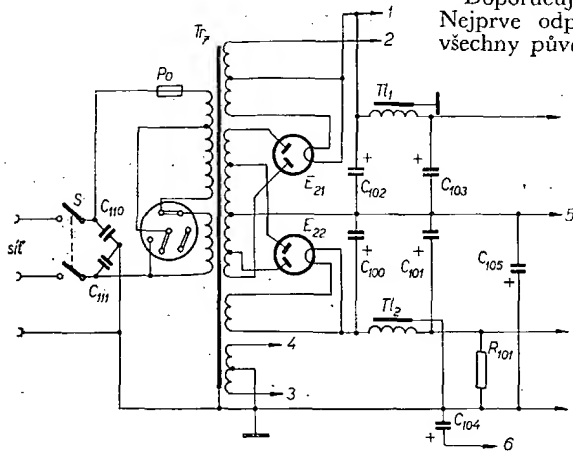 Doporučuj
Nejprve odp
všechny půvo
1
2
Tr7
Po
Tl1
E21
C102
C103
S
C110
síť
C111
5
E22
C100
C101
C105
Tl2
R101
4
3
C104
6